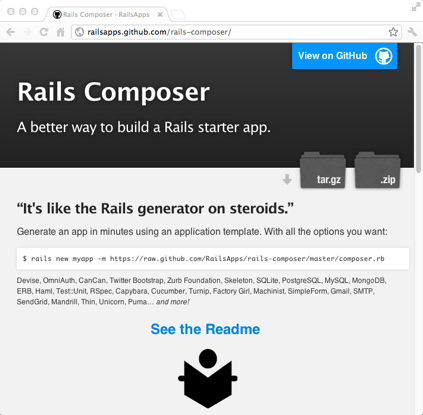 Rails Composer · RailsApps
railsapps.github.com/rails-composer/
View on GitHub
Rails Composer
A better way to build a Rails starter app.
tar.gz
.zip
“It's like the Rails generator on steroids.”
Generate an app in minutes using an application template. With all the options you want:
$ rails new myapp -m https://raw.github.com/RailsApps/rails-composer/master/composer.rb
Devise, OmniAuth, CanCan, Twitter Bootstrap, Zurb Foundation, Skeleton, SQLite, PostgreSQL, MySQL, MongoDB,
ERB, Haml, Test::Unit, RSpec, Capybara, Cucumber, Turnip, Factory Girl, Machinist, SimpleForm, Gmail, SMTP,
SendGrid, Mandrill, Thin, Unicorn, Puma... and more!
See the Readme